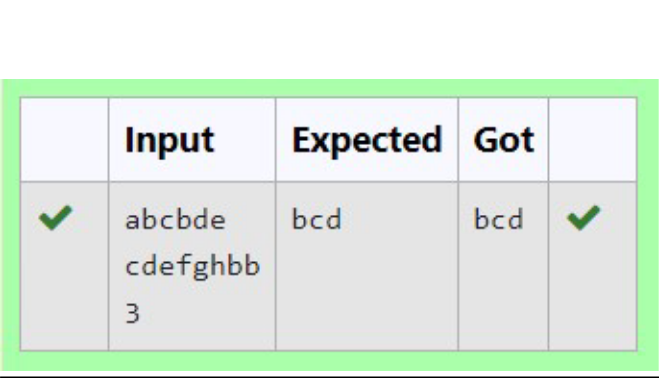 Input Expected Got
abcbde bcd bcd
cdefghbb
3